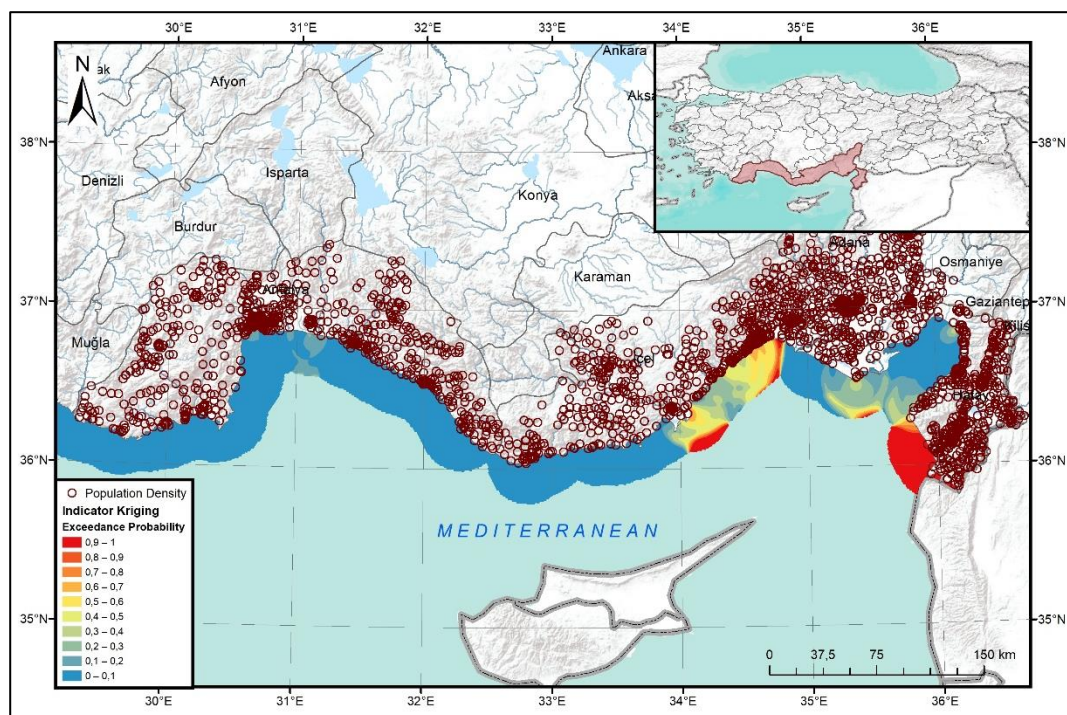 30°E 31°E 32°E 33°E 34°E 35°E 36°E
N
ak
Afyon
Ankara
Aksa
38°N
38°N
Isparta
Denizli
Konya
Burdur
Adana
Osmaniye
Karaman
37°N
37°N
Antalya
Gaziantep
Kilis
Muğla
İçel
Hatay
36°N
36°N
Population Density
Indicator Kriging
Exceedance Probability
0,9 – 1
0,8 – 0,9
0,7 – 0,8
0,6 – 0,7
0,5 – 0,6
0,4 – 0,5
0,3 – 0,4
0,2 – 0,3
0,1 – 0,2
0 – 0,1
MEDITERRANEAN
35°N
35°N
0 37,5 75 150 km
30°E 31°E 32°E 33°E 34°E 35°E 36°E